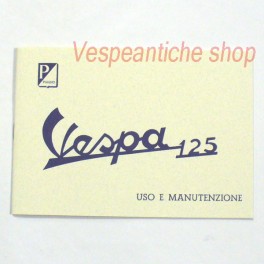 Vespeantiche shop
P
Vespa 125
USO E MANUTENZIONE